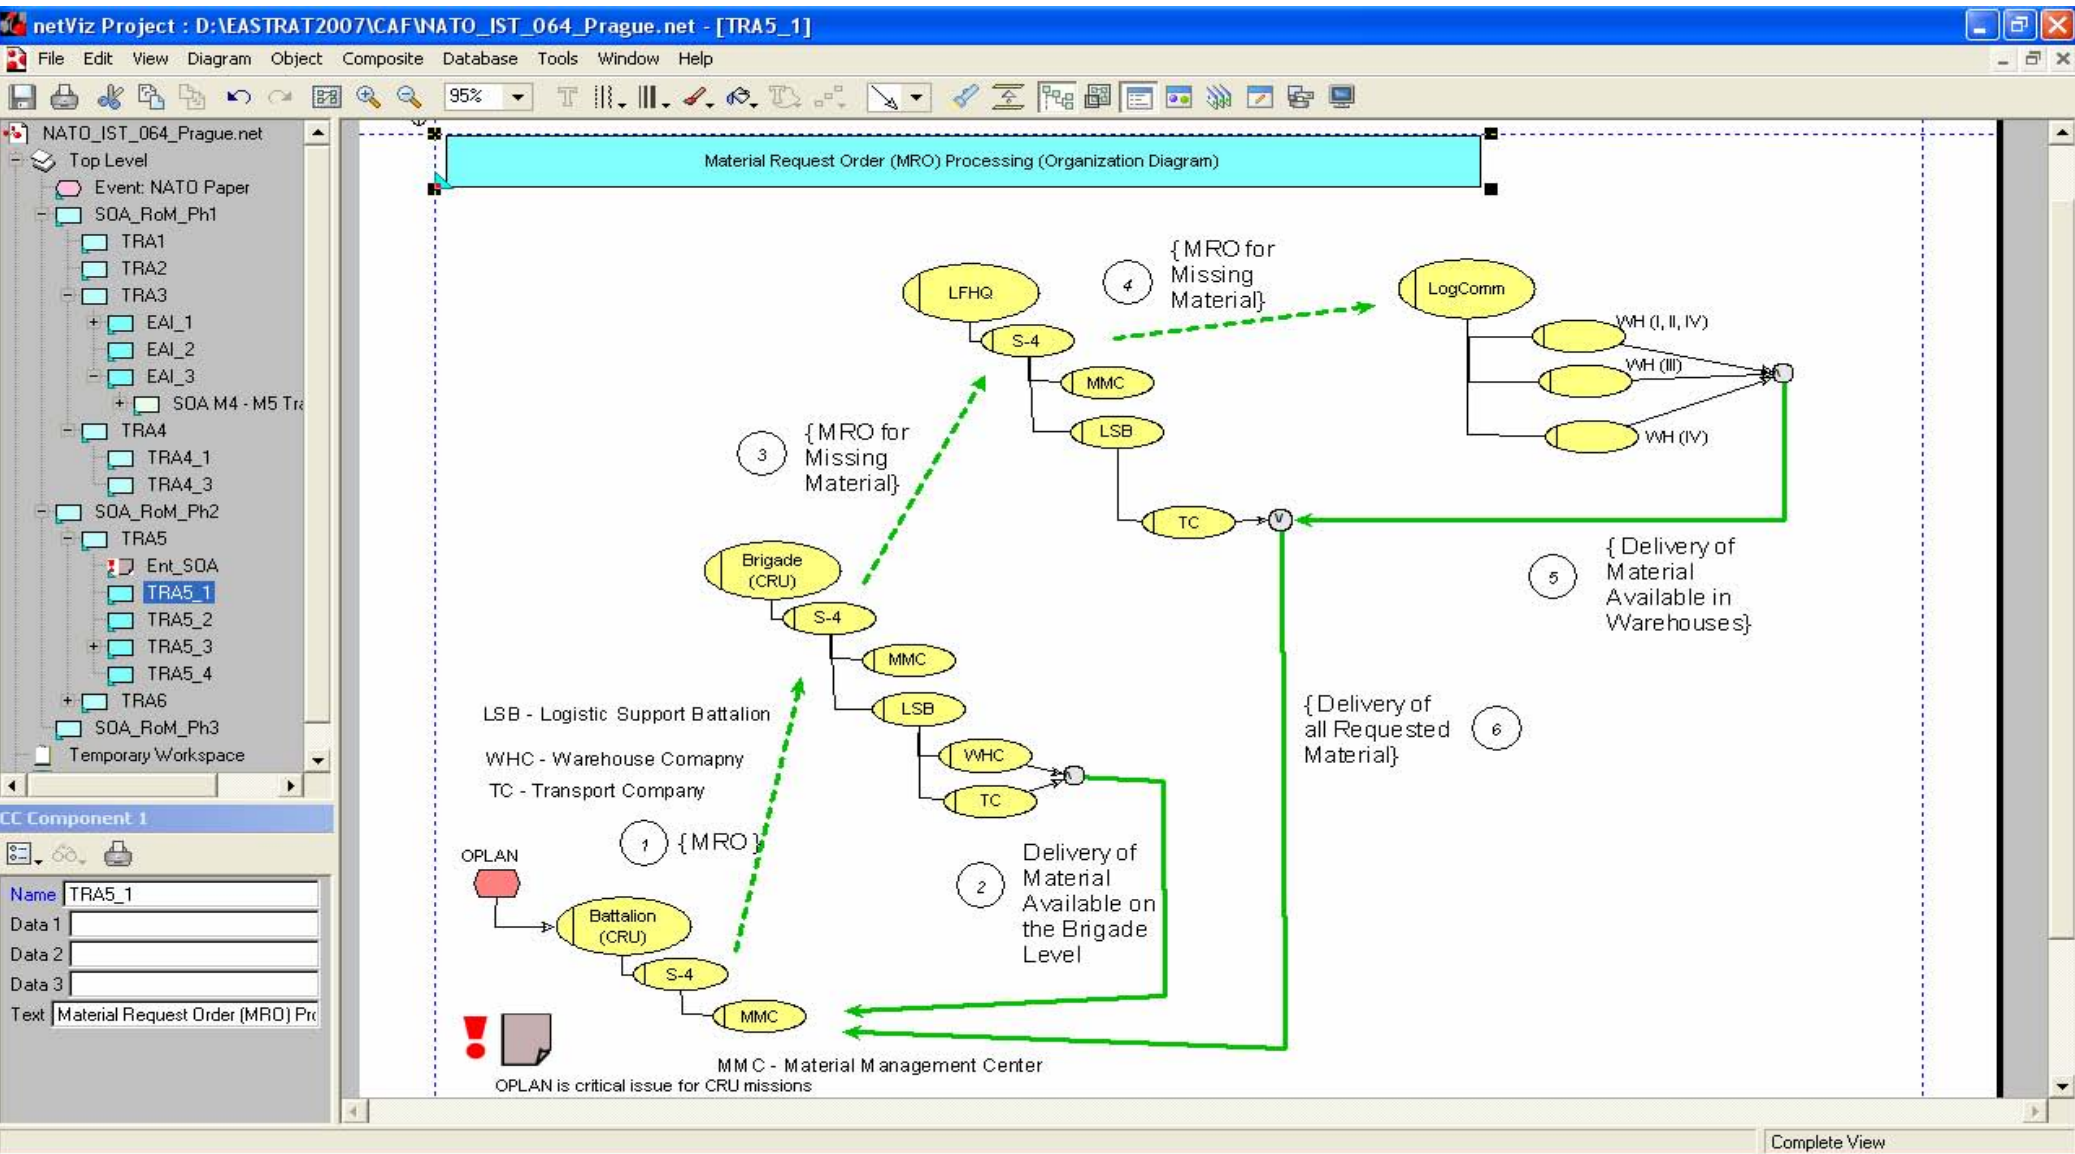 netViz Project : D:\EASTRAT2007\CAF\NATO_IST_064_Prague.net - [TRA5_1]
File Edit View Diagram Object Composite Database Tools Window Help
95%
NATO_IST_064_Prague.net
Top Level
Event: NATO Paper
SOA_RoM_Ph1
TRA1
TRA2
TRA3
EAI_1
EAI_2
EAI_3
SOA M4 - M5 Tra
TRA4
TRA4_1
TRA4_3
SOA_RoM_Ph2
TRA5
Ent_SOA
TRA5_1
TRA5_2
TRA5_3
TRA5_4
TRA6
SOA_RoM_Ph3
Temporary Workspace
CC Component 1
Name TRA5_1
Data 1
Data 2
Data 3
Text Material Request Order (MRO) Pro
Material Request Order (MRO) Processing (Organization Diagram)
LFHQ
S-4
MMC
LSB
TC
V
4
{MRO for
Missing
Material}
LogComm
WH (I, II, IV)
WH (III)
WH (IV)
3
{MRO for
Missing
Material}
5
{ Delivery of
Material
Available in
Warehouses}
Brigade
(CRU)
S-4
MMC
LSB
WHC
TC
{ Delivery of
all Requested
Material}
6
LSB - Logistic Support Battalion
WHC - Warehouse Comapny
TC - Transport Company
1
{MRO}
2
Delivery of
Material
Available on
the Brigade
Level
OPLAN
Battalion
(CRU)
S-4
MMC
MMC - Material Management Center
OPLAN is critical issue for CRU missions
Complete View